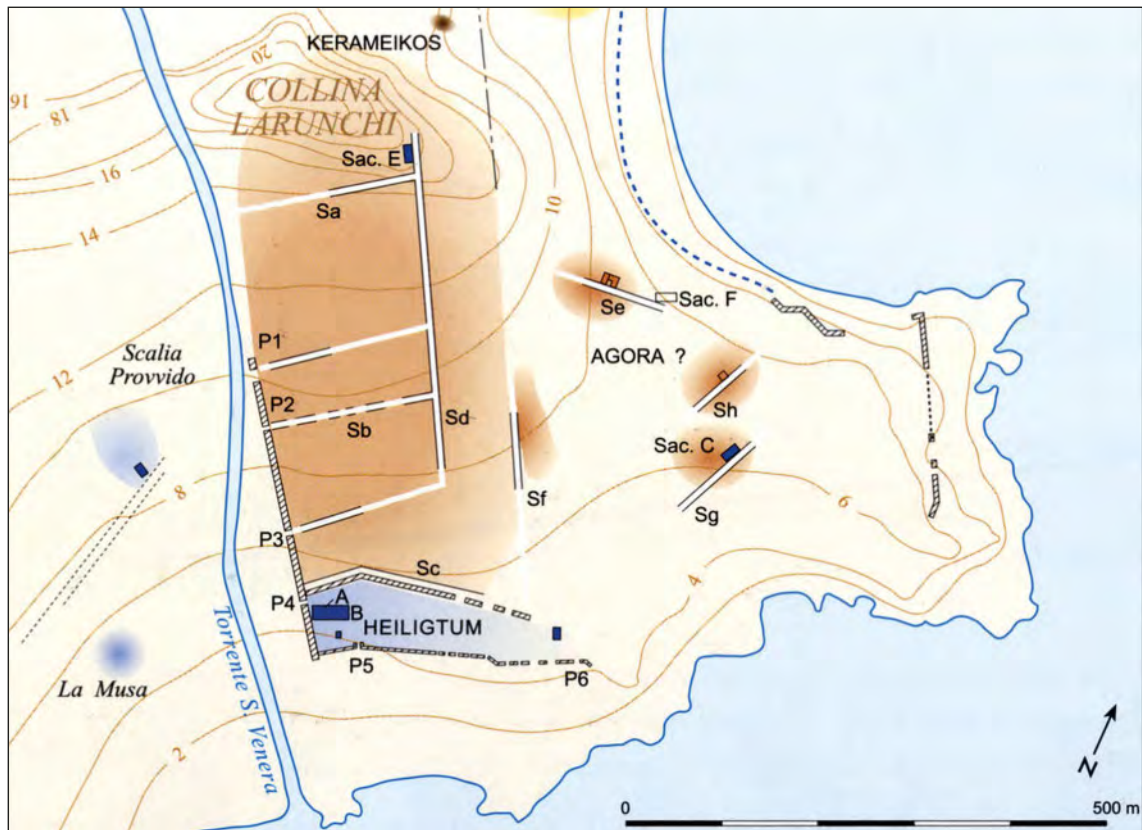 KERAMEIKOS
20
COLLINA
LARUNCHI
16
18
16
14
Sac. E
Sa
10
Se
Sac. F
AGORA ?
Scalia
Provvido
12
P1
P2
Sb
Sd
Sh
Sac. C
8
Sf
Sg
6
P3
Sc
4
P4
A
B
HEILIGTUM
P5
P6
La Musa
Torrente S. Venera
2
N
0
500 m